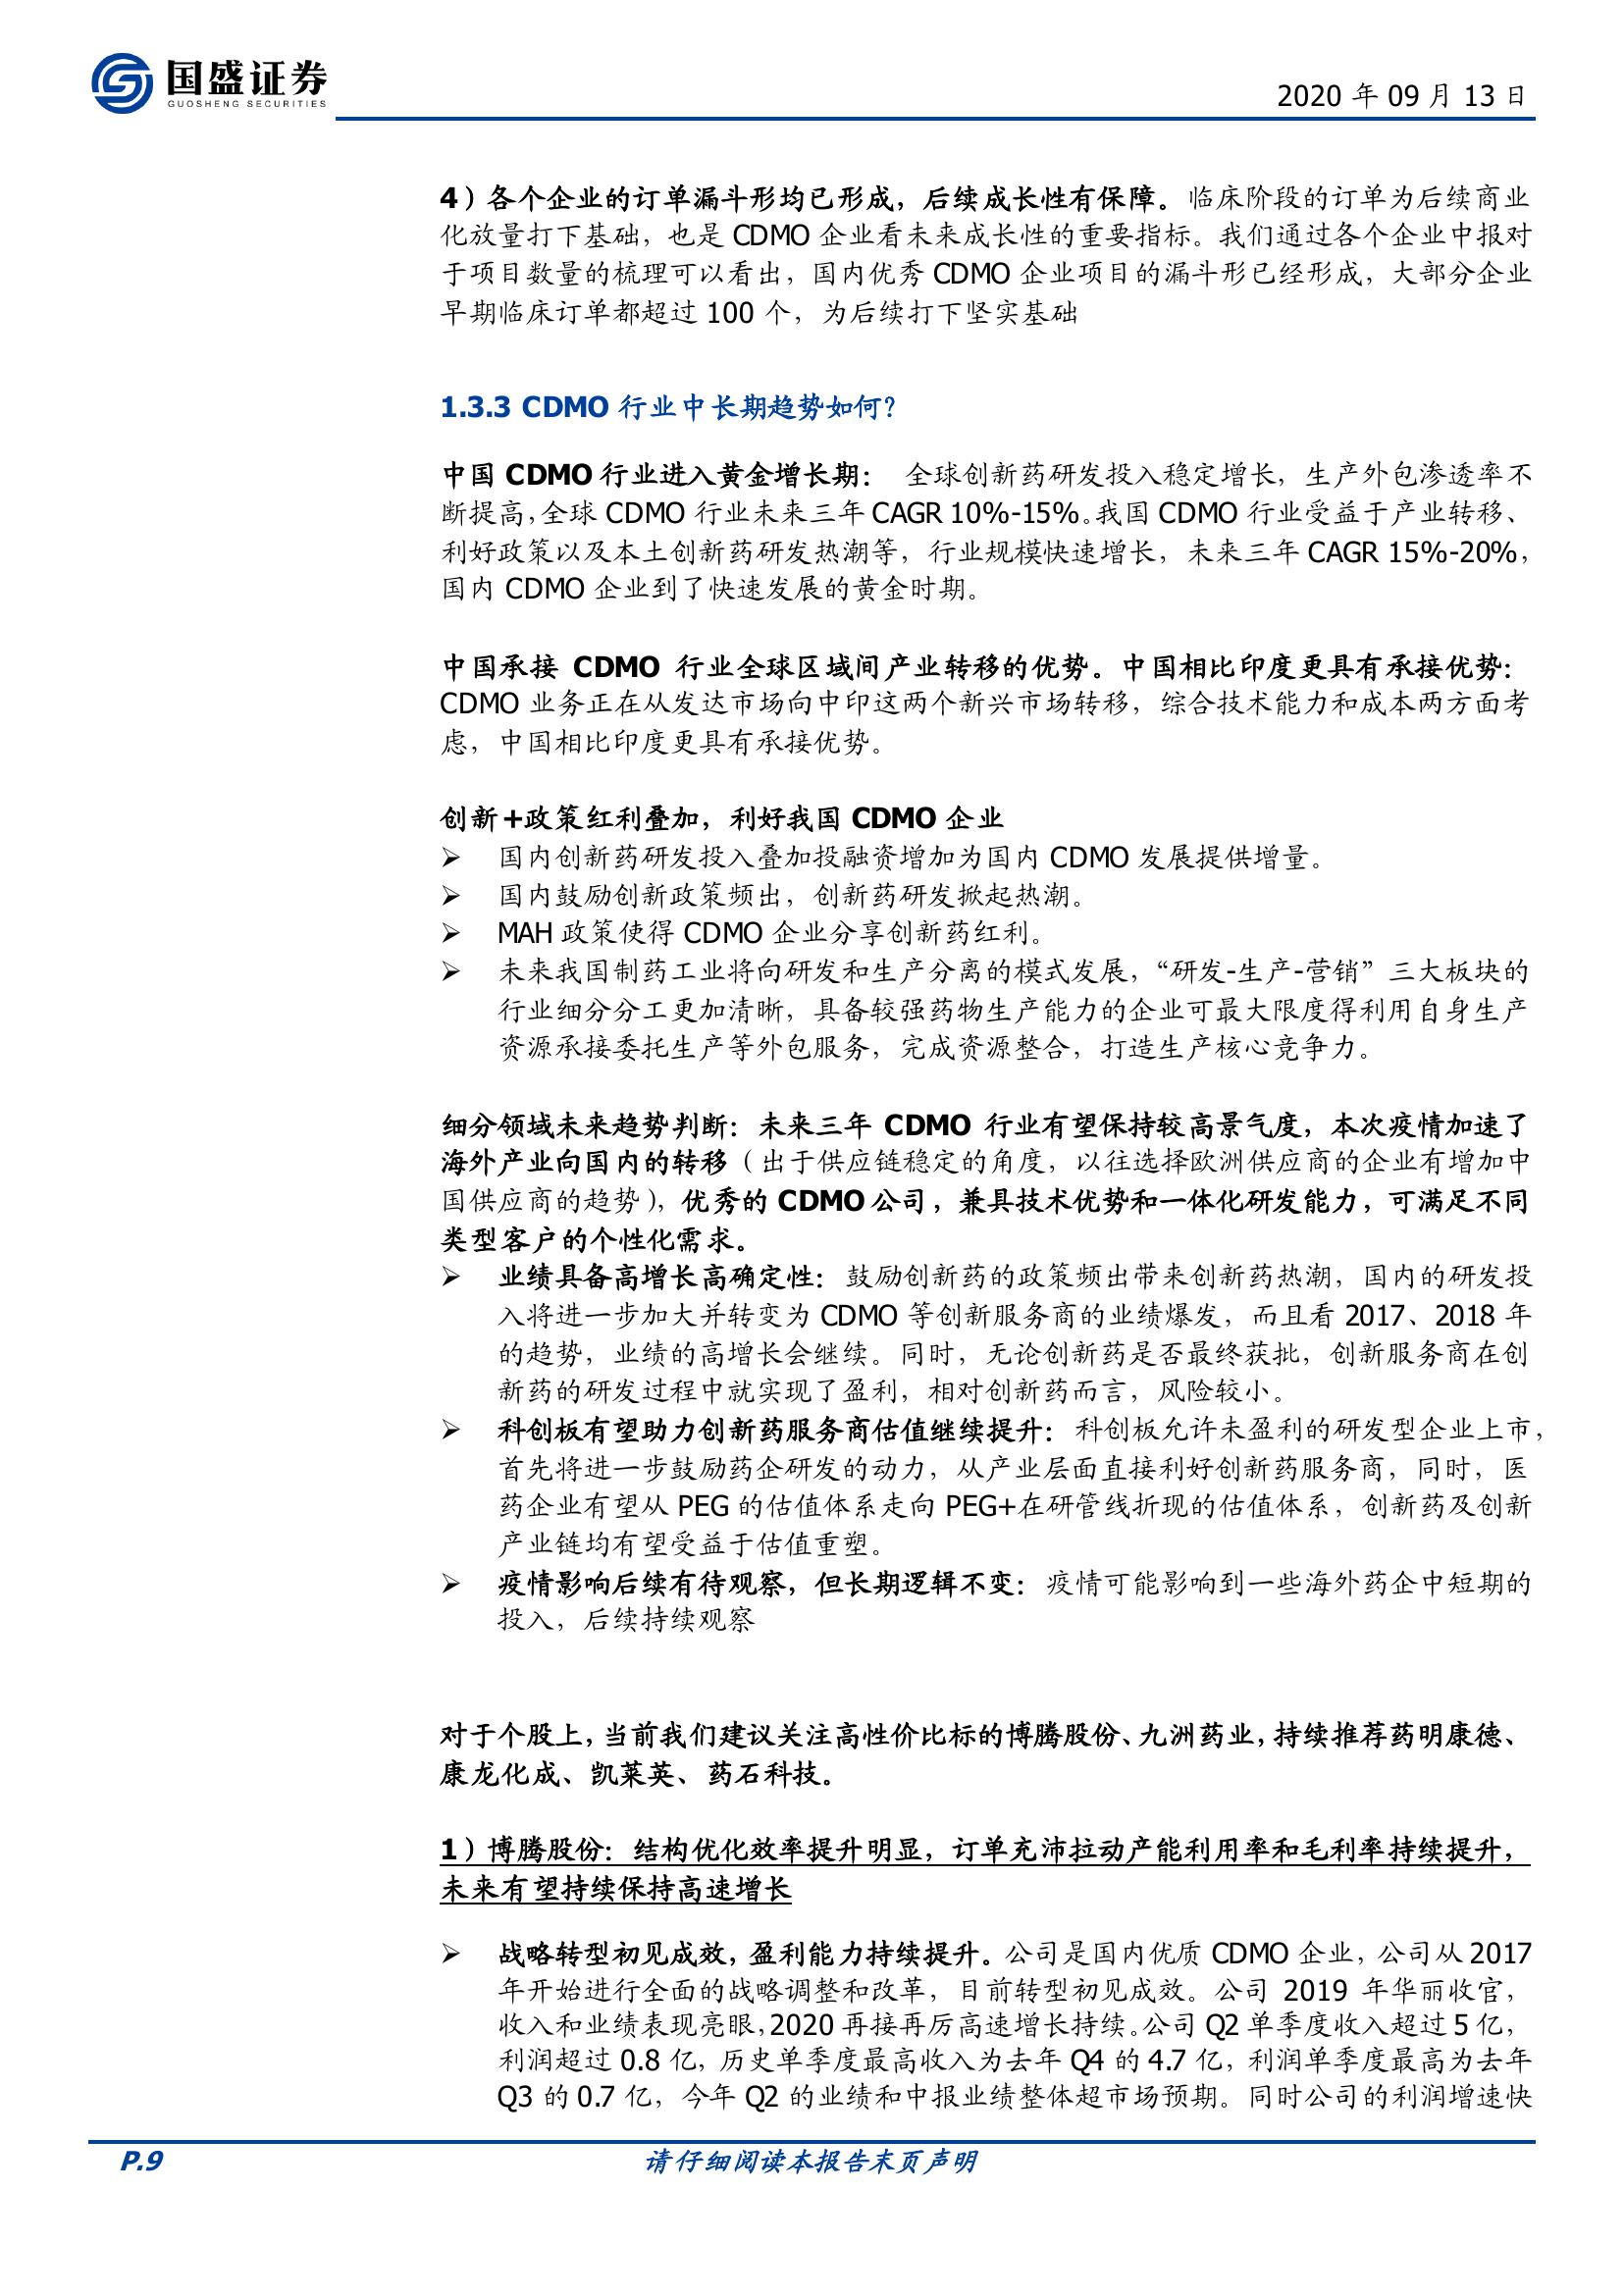 国盛证券
GUOSHENG SECURITIES
2020 年 09 月 13 日
4）各个企业的订单漏斗形均已形成，后续成长性有保障。临床阶段的订单为后续商业
化放量打下基础，也是 CDMO 企业看未来成长性的重要指标。我们通过各个企业中报对
于项目数量的梳理可以看出，国内优秀 CDMO 企业项目的漏斗形已经形成，大部分企业
早期临床订单都超过 100 个，为后续打下坚实基础
1.3.3 CDMO 行业中长期趋势如何？
中国 CDMO 行业进入黄金增长期： 全球创新药研发投入稳定增长，生产外包渗透率不
断提高，全球 CDMO 行业未来三年 CAGR 10%-15%。我国 CDMO 行业受益于产业转移、
利好政策以及本土创新药研发热潮等，行业规模快速增长，未来三年 CAGR 15%-20%，
国内 CDMO 企业到了快速发展的黄金时期。
中国承接 CDMO 行业全球区域间产业转移的优势。中国相比印度更具有承接优势：
CDMO 业务正在从发达市场向中印这两个新兴市场转移，综合技术能力和成本两方面考
虑，中国相比印度更具有承接优势。
创新+政策红利叠加，利好我国 CDMO 企业
➢ 国内创新药研发投入叠加投融资增加为国内 CDMO 发展提供增量。
➢ 国内鼓励创新政策频出，创新药研发掀起热潮。
➢ MAH 政策使得 CDMO 企业分享创新药红利。
➢ 未来我国制药工业将向研发和生产分离的模式发展，“研发-生产-营销”三大板块的
行业细分分工更加清晰，具备较强药物生产能力的企业可最大限度得利用自身生产
资源承接委托生产等外包服务，完成资源整合，打造生产核心竞争力。
细分领域未来趋势判断：未来三年 CDMO 行业有望保持较高景气度，本次疫情加速了
海外产业向国内的转移（出于供应链稳定的角度，以往选择欧洲供应商的企业有增加中
国供应商的趋势），优秀的 CDMO 公司，兼具技术优势和一体化研发能力，可满足不同
类型客户的个性化需求。
➢ 业绩具备高增长高确定性：鼓励创新药的政策频出带来创新药热潮，国内的研发投
入将进一步加大并转变为 CDMO 等创新服务商的业绩爆发，而且看 2017、2018 年
的趋势，业绩的高增长会继续。同时，无论创新药是否最终获批，创新服务商在创
新药的研发过程中就实现了盈利，相对创新药而言，风险较小。
➢ 科创板有望助力创新药服务商估值继续提升：科创板允许未盈利的研发型企业上市，
首先将进一步鼓励药企研发的动力，从产业层面直接利好创新药服务商，同时，医
药企业有望从 PEG 的估值体系走向 PEG+在研管线折现的估值体系，创新药及创新
产业链均有望受益于估值重塑。
➢ 疫情影响后续有待观察，但长期逻辑不变：疫情可能影响到一些海外药企中短期的
投入，后续持续观察
对于个股上，当前我们建议关注高性价比标的博腾股份、九洲药业，持续推荐药明康德、
康龙化成、凯莱英、药石科技。
1）博腾股份：结构优化效率提升明显，订单充沛拉动产能利用率和毛利率持续提升，
未来有望持续保持高速增长
➢ 战略转型初见成效，盈利能力持续提升。公司是国内优质 CDMO 企业，公司从 2017
年开始进行全面的战略调整和改革，目前转型初见成效。公司 2019 年华丽收官，
收入和业绩表现亮眼，2020 再接再厉高速增长持续。公司 Q2 单季度收入超过 5 亿，
利润超过 0.8 亿，历史单季度最高收入为去年 Q4 的 4.7 亿，利润单季度最高为去年
Q3 的 0.7 亿，今年 Q2 的业绩和中报业绩整体超市场预期。同时公司的利润增速快
P.9
请仔细阅读本报告末页声明